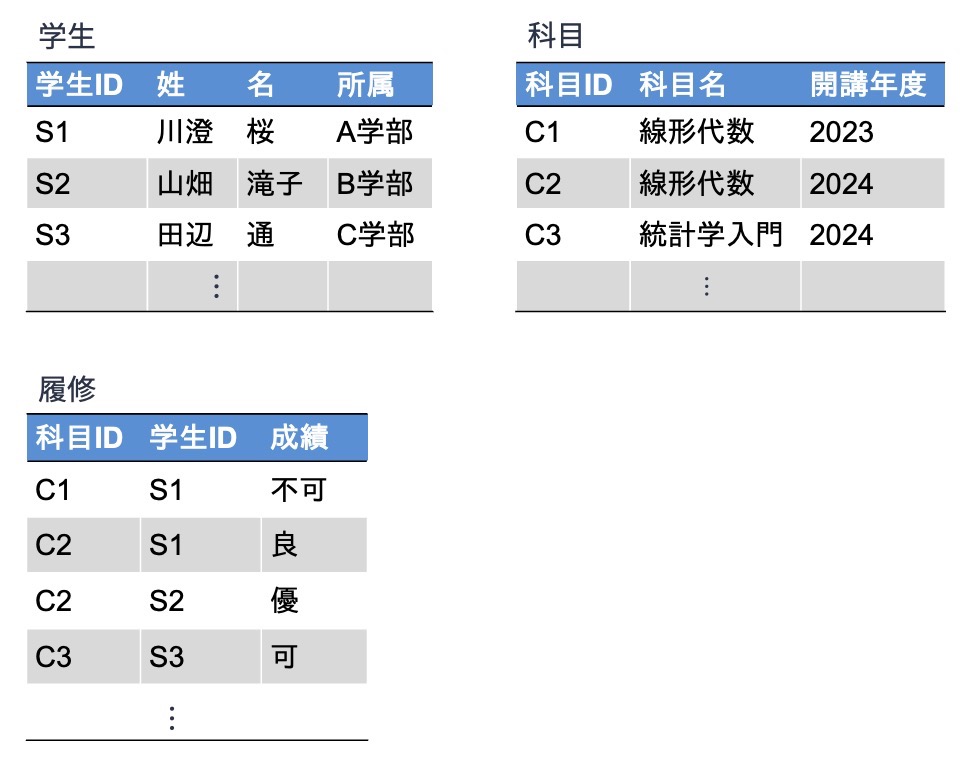 学生
学生ID 姓 名 所属
S1 川澄 桜 A学部
S2 山畑 滝子 B学部
S3 田辺 通 C学部
⋮
科目
科目ID 科目名 開講年度
C1 線形代数 2023
C2 線形代数 2024
C3 統計学入門 2024
⋮
履修
科目ID 学生ID 成績
C1 S1 不可
C2 S1 良
C2 S2 優
C3 S3 可
⋮